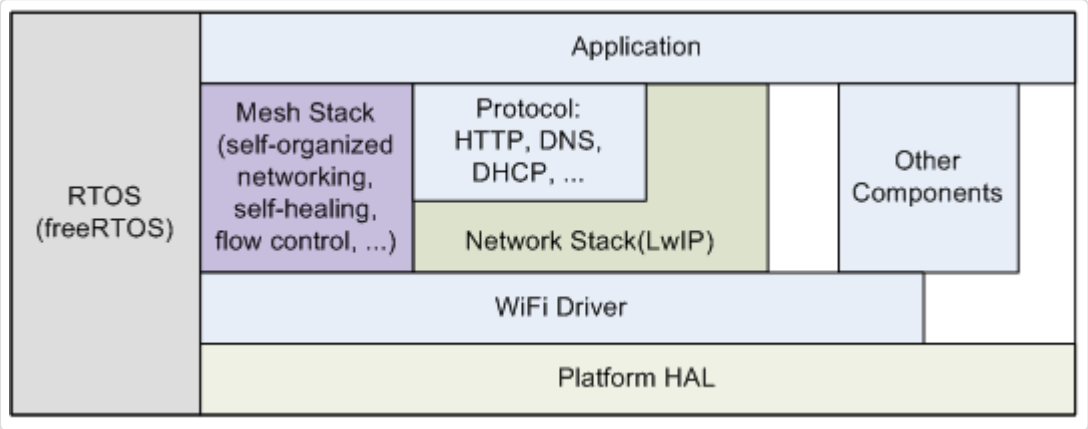 Application
RTOS
(freeRTOS)
Mesh Stack
(self-organized
networking,
self-healing,
flow control, ...)
Protocol:
HTTP, DNS,
DHCP, ...
Network Stack(LwIP)
Other
Components
WiFi Driver
Platform HAL